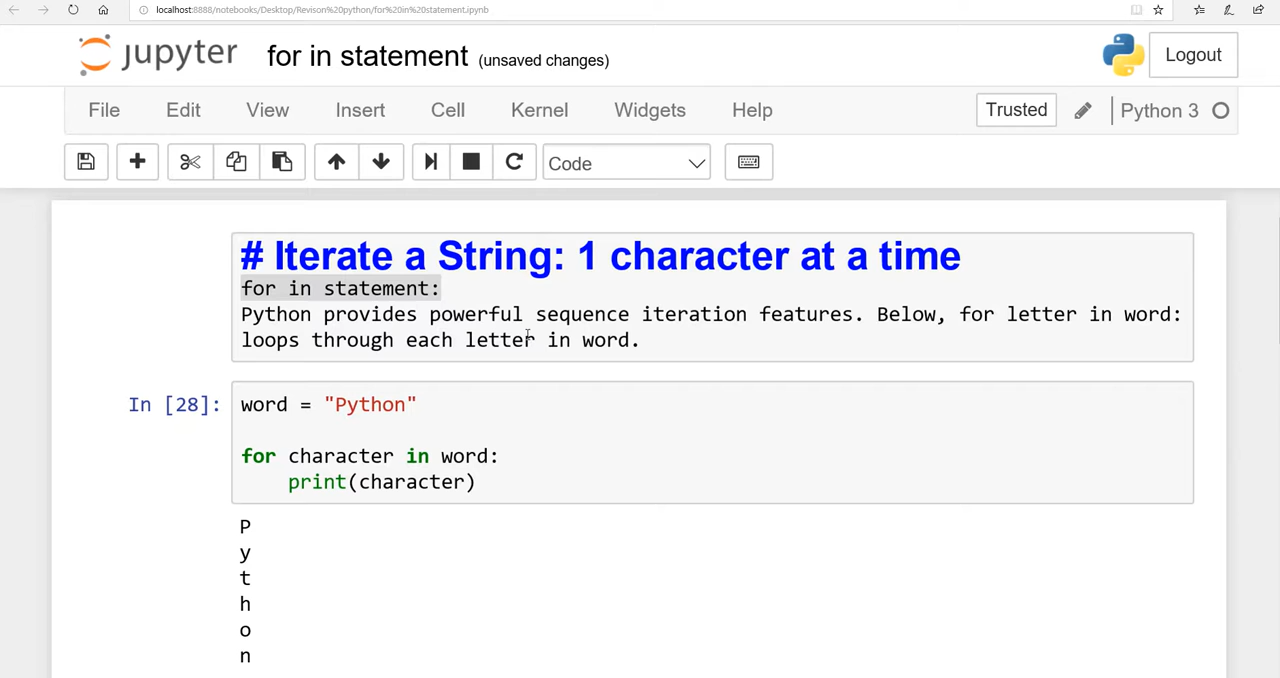 localhost:8888/notebooks/Desktop/Revison%20python/for%20in%20statement.ipynb
jupyter for in statement (unsaved changes) Logout
File Edit View Insert Cell Kernel Widgets Help Trusted Python 3
Code
# Iterate a String: 1 character at a time
for in statement:
Python provides powerful sequence iteration features. Below, for letter in word:
loops through each letter in word.
In [28]: word = "Python"
for character in word:
    print(character)
P
y
t
h
o
n